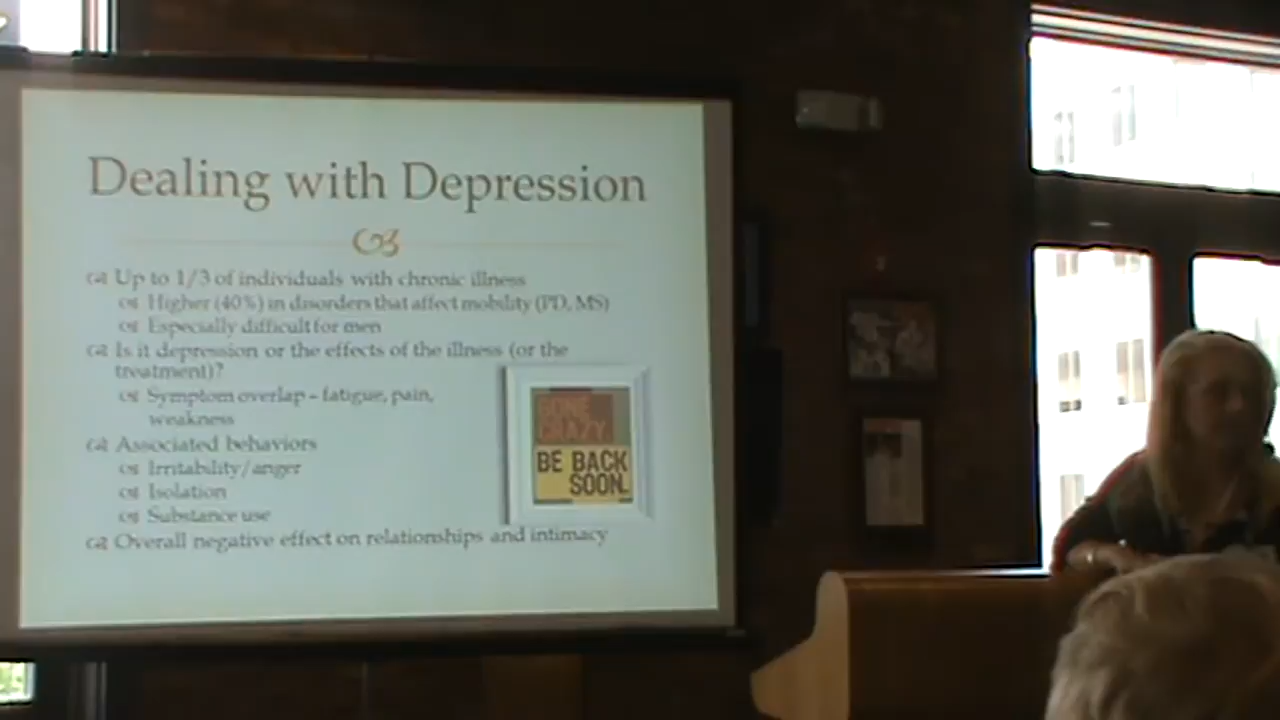 Dealing with Depression
Up to 1/3 of individuals with chronic illness
Higher (40%) in disorders that affect mobility (PD, MS)
Especially difficult for men
Is it depression or the effects of the illness (or the
treatment)?
Symptom overlap – fatigue, pain,
weakness
Associated behaviors
Irritability/anger
Isolation
Substance use
Overall negative effect on relationships and intimacy
GONE
CRAZY
BE BACK
SOON.